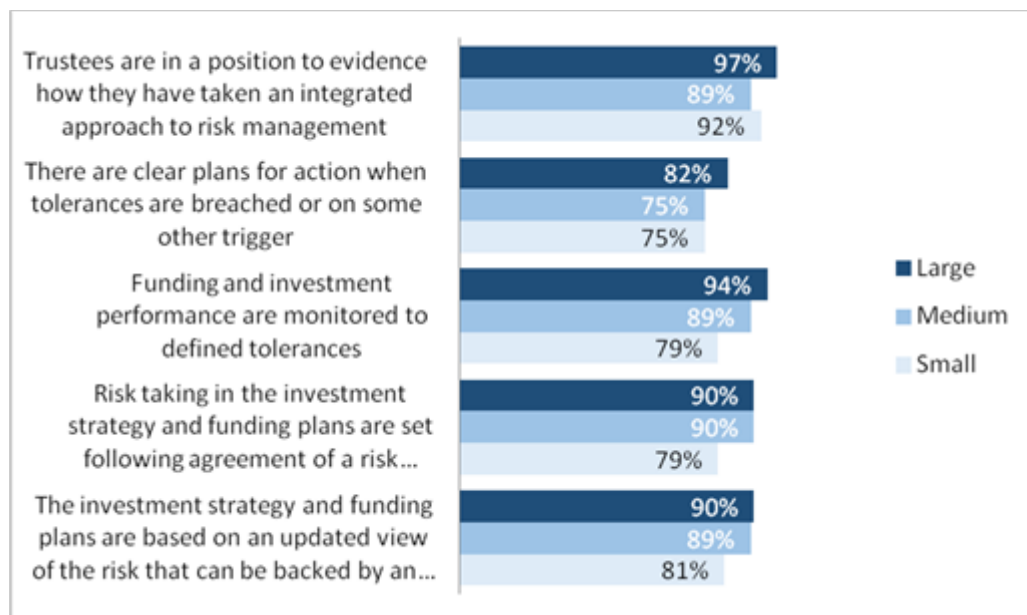 Trustees are in a position to evidence
how they have taken an integrated
approach to risk management
97%
89%
92%
There are clear plans for action when
tolerances are breached or on some
other trigger
82%
75%
75%
Funding and investment
performance are monitored to
defined tolerances
94%
89%
79%
Risk taking in the investment
strategy and funding plans are set
following agreement of a risk...
90%
90%
79%
The investment strategy and funding
plans are based on an updated view
of the risk that can be backed by an...
90%
89%
81%
Large
Medium
Small